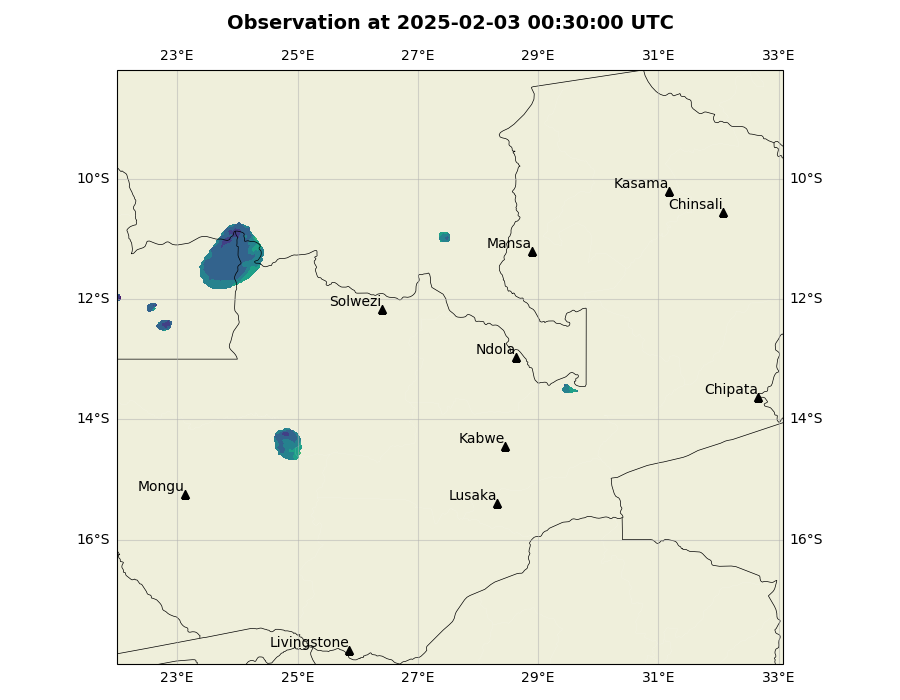 Observation at 2025-02-03 00:30:00 UTC
23°E 25°E 27°E 29°E 31°E 33°E
10°S 10°S
Kasama
Chinsali
Mansa
12°S 12°S
Solwezi
Ndola
Chipata
14°S 14°S
Kabwe
Mongu
Lusaka
16°S 16°S
Livingstone
23°E 25°E 27°E 29°E 31°E 33°E